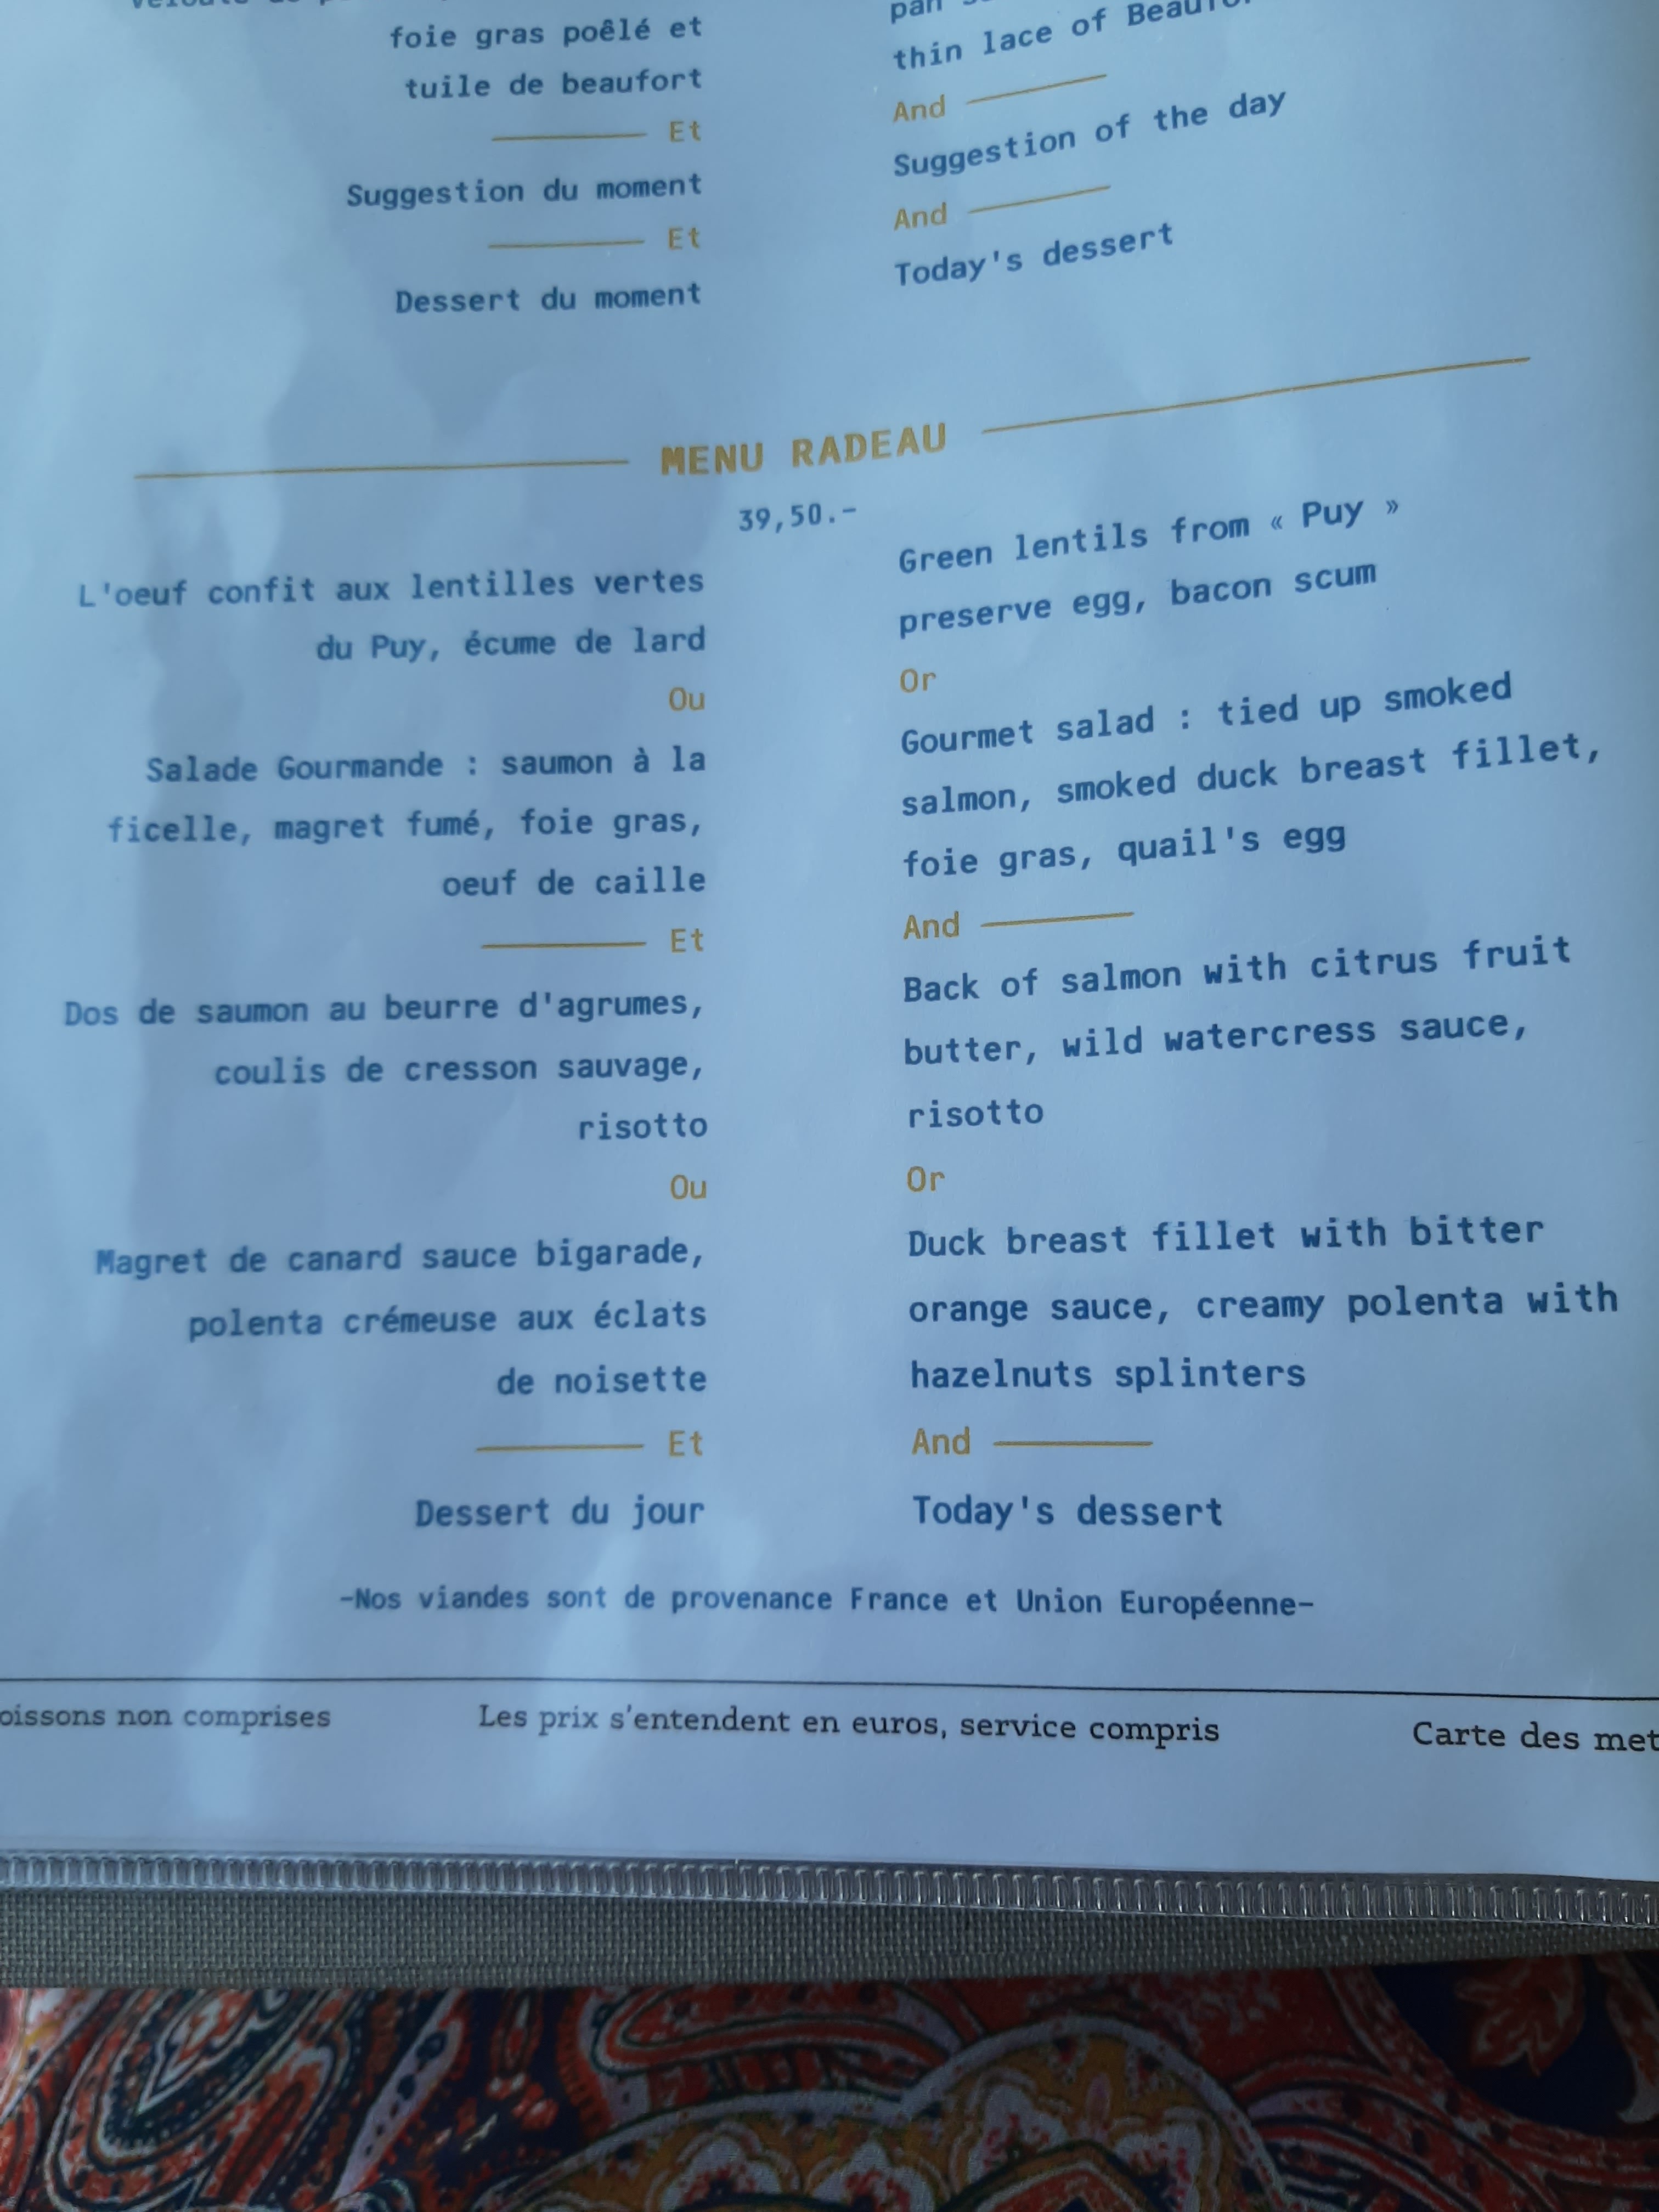 foie gras poêlé et
tuile de beaufort
Et
Suggestion du moment
Et
Dessert du moment
thin lace of
And
Suggestion of the day
And
Today's dessert
MENU RADEAU
39,50.-
L'oeuf confit aux lentilles vertes
du Puy, écume de lard
Ou
Salade Gourmande : saumon à la
ficelle, magret fumé, foie gras,
oeuf de caille
Et
Dos de saumon au beurre d'agrumes,
coulis de cresson sauvage,
risotto
Ou
Magret de canard sauce bigarade,
polenta crémeuse aux éclats
de noisette
Et
Dessert du jour
Green lentils from « Puy »
preserve egg, bacon scum
Or
Gourmet salad : tied up smoked
salmon, smoked duck breast fillet,
foie gras, quail's egg
And
Back of salmon with citrus fruit
butter, wild watercress sauce,
risotto
Or
Duck breast fillet with bitter
orange sauce, creamy polenta with
hazelnuts splinters
And
Today's dessert
-Nos viandes sont de provenance France et Union Européenne-
oissons non comprises
Les prix s'entendent en euros, service compris
Carte des met